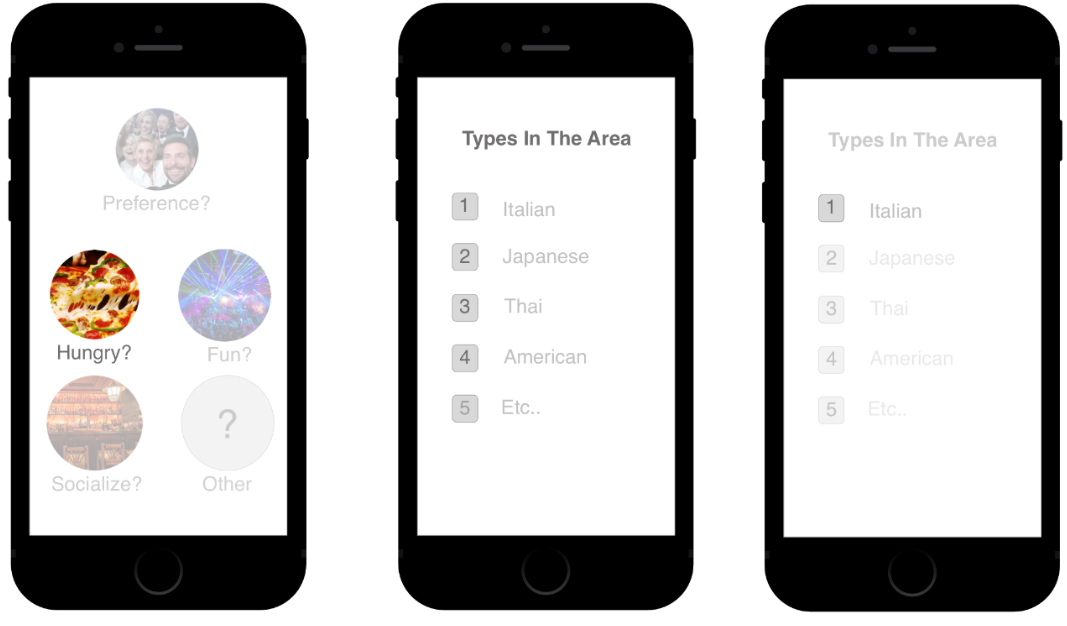 Preference?
Hungry?
Fun?
?
Socialize?
Other
Types In The Area
1 Italian
2 Japanese
3 Thai
4 American
5 Etc..
Types In The Area
1 Italian
2 Japanese
3 Thai
4 American
5 Etc..